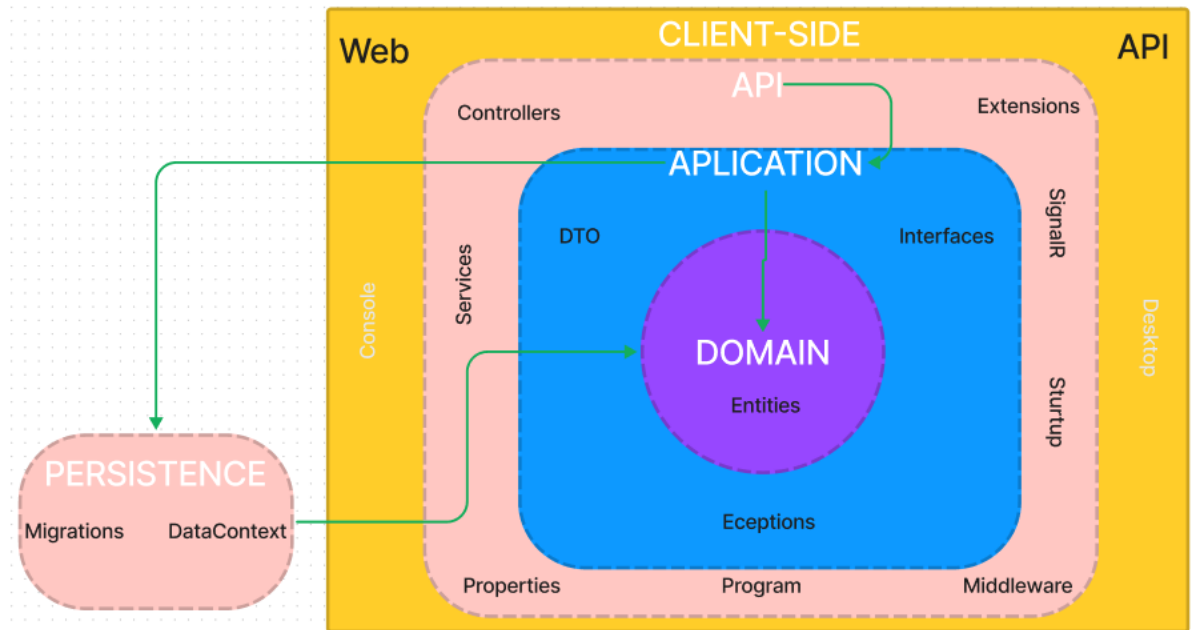 CLIENT-SIDE
Web
API
API
Controllers
Extensions
APLICATION
SignalR
DTO
Interfaces
Services
Console
Desktop
DOMAIN
Entities
Sturtup
PERSISTENCE
Migrations
DataContext
Eceptions
Properties
Program
Middleware